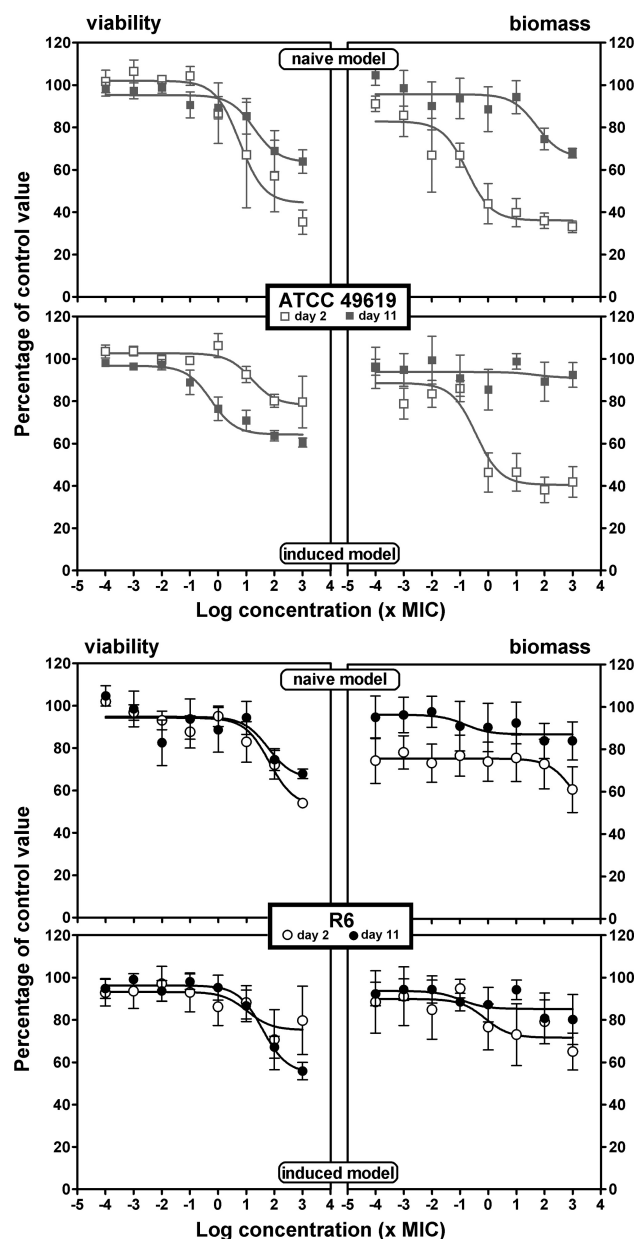 viability biomass
120 naive model 120
100 100
80 80
60 60
40 40
20 20
0 0
ATCC 49619
day 2 day 11
Percentage of control value
120 120
100 100
80 80
60 60
40 40
20 20
0 induced model 0
-5 -4 -3 -2 -1 0 1 2 3 4 -5 -4 -3 -2 -1 0 1 2 3 4
Log concentration (x MIC)
viability biomass
120 naive model 120
100 100
80 80
60 60
40 40
20 20
0 0
R6
day 2 day 11
Percentage of control value
120 120
100 100
80 80
60 60
40 40
20 20
0 induced model 0
-5 -4 -3 -2 -1 0 1 2 3 4 -5 -4 -3 -2 -1 0 1 2 3 4
Log concentration (x MIC)